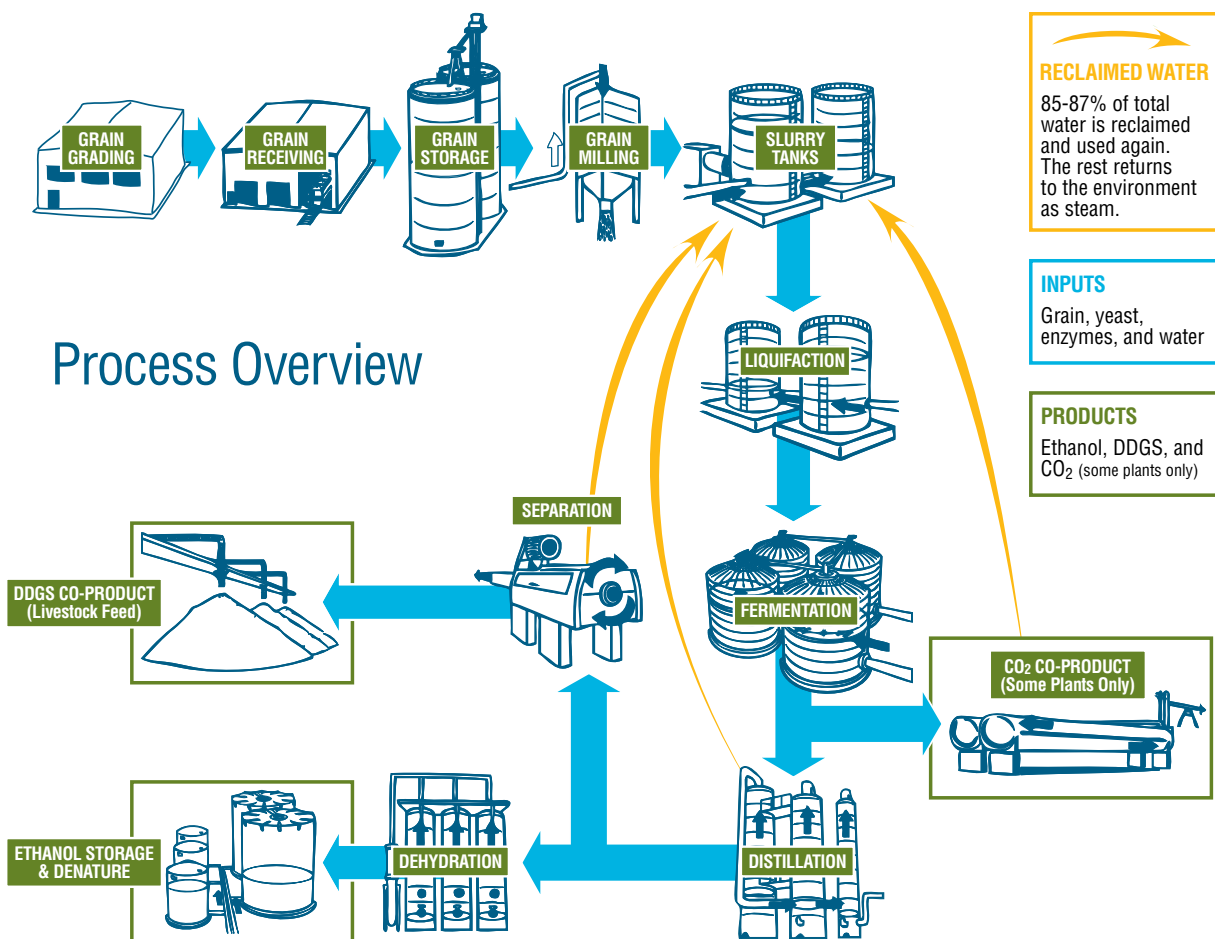 GRAIN
GRADING
GRAIN
RECEIVING
GRAIN
STORAGE
GRAIN
MILLING
SLURRY
TANKS
RECLAIMED WATER
85-87% of total
water is reclaimed
and used again.
The rest returns
to the environment
as steam.
INPUTS
Grain, yeast,
enzymes, and water
PRODUCTS
Ethanol, DDGS, and
CO₂ (some plants only)
Process Overview
LIQUIFACTION
SEPARATION
FERMENTATION
DDGS CO-PRODUCT
(Livestock Feed)
CO₂ CO-PRODUCT
(Some Plants Only)
ETHANOL STORAGE
& DENATURE
DEHYDRATION
DISTILLATION